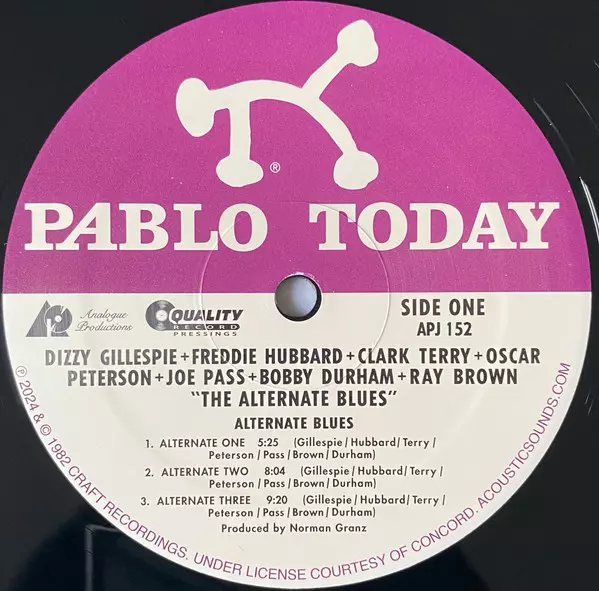 ®
PABLO TODAY
AP Analogue
Productions
QUALITY
RECORD
PRESSINGS
SIDE ONE
APJ 152
DIZZY GILLESPIE+FREDDIE HUBBARD+CLARK TERRY+OSCAR
PETERSON+JOE PASS+BOBBY DURHAM+RAY BROWN
"THE ALTERNATE BLUES"
ALTERNATE BLUES
1. ALTERNATE ONE 5:25 (Gillespie/Hubbard/Terry/
Peterson/Pass/Brown/Durham)
2. ALTERNATE TWO 8:04 (Gillespie/Hubbard/Terry/
Peterson/Pass/Brown/Durham)
3. ALTERNATE THREE 9:20 (Gillespie/Hubbard/Terry/
Peterson/Pass/Brown/Durham)
Produced by Norman Granz
℗ 2024 & © 1982 CRAFT RECORDINGS. UNDER LICENSE COURTESY OF CONCORD. ACOUSTICSOUNDS.COM